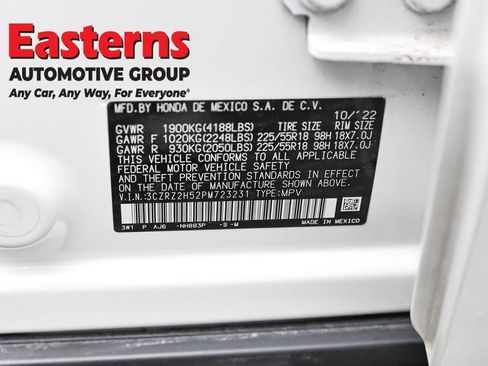 Easterns
AUTOMOTIVE GROUP
Any Car, Any Way, For Everyone®
MFD. BY HONDA DE MEXICO S.A. DE C.V.
10/'22
GVWR 1900KG(4188LBS) TIRE SIZE RIM SIZE
GAWR F 1020KG(2248LBS) 225/55R18 98H 18X7.0J
GAWR R 930KG(2050LBS) 225/55R18 98H 18X7.0J
THIS VEHICLE CONFORMS TO ALL APPLICABLE
FEDERAL MOTOR VEHICLE SAFETY
AND THEFT PREVENTION STANDARDS IN EFFECT
ON THE DATE OF MANUFACTURE SHOWN ABOVE.
V.I.N.:3CZRZ2H52PM723231 TYPE:MPV
3W1 P AJ6 -NH883P -S -M
MADE IN MEXICO